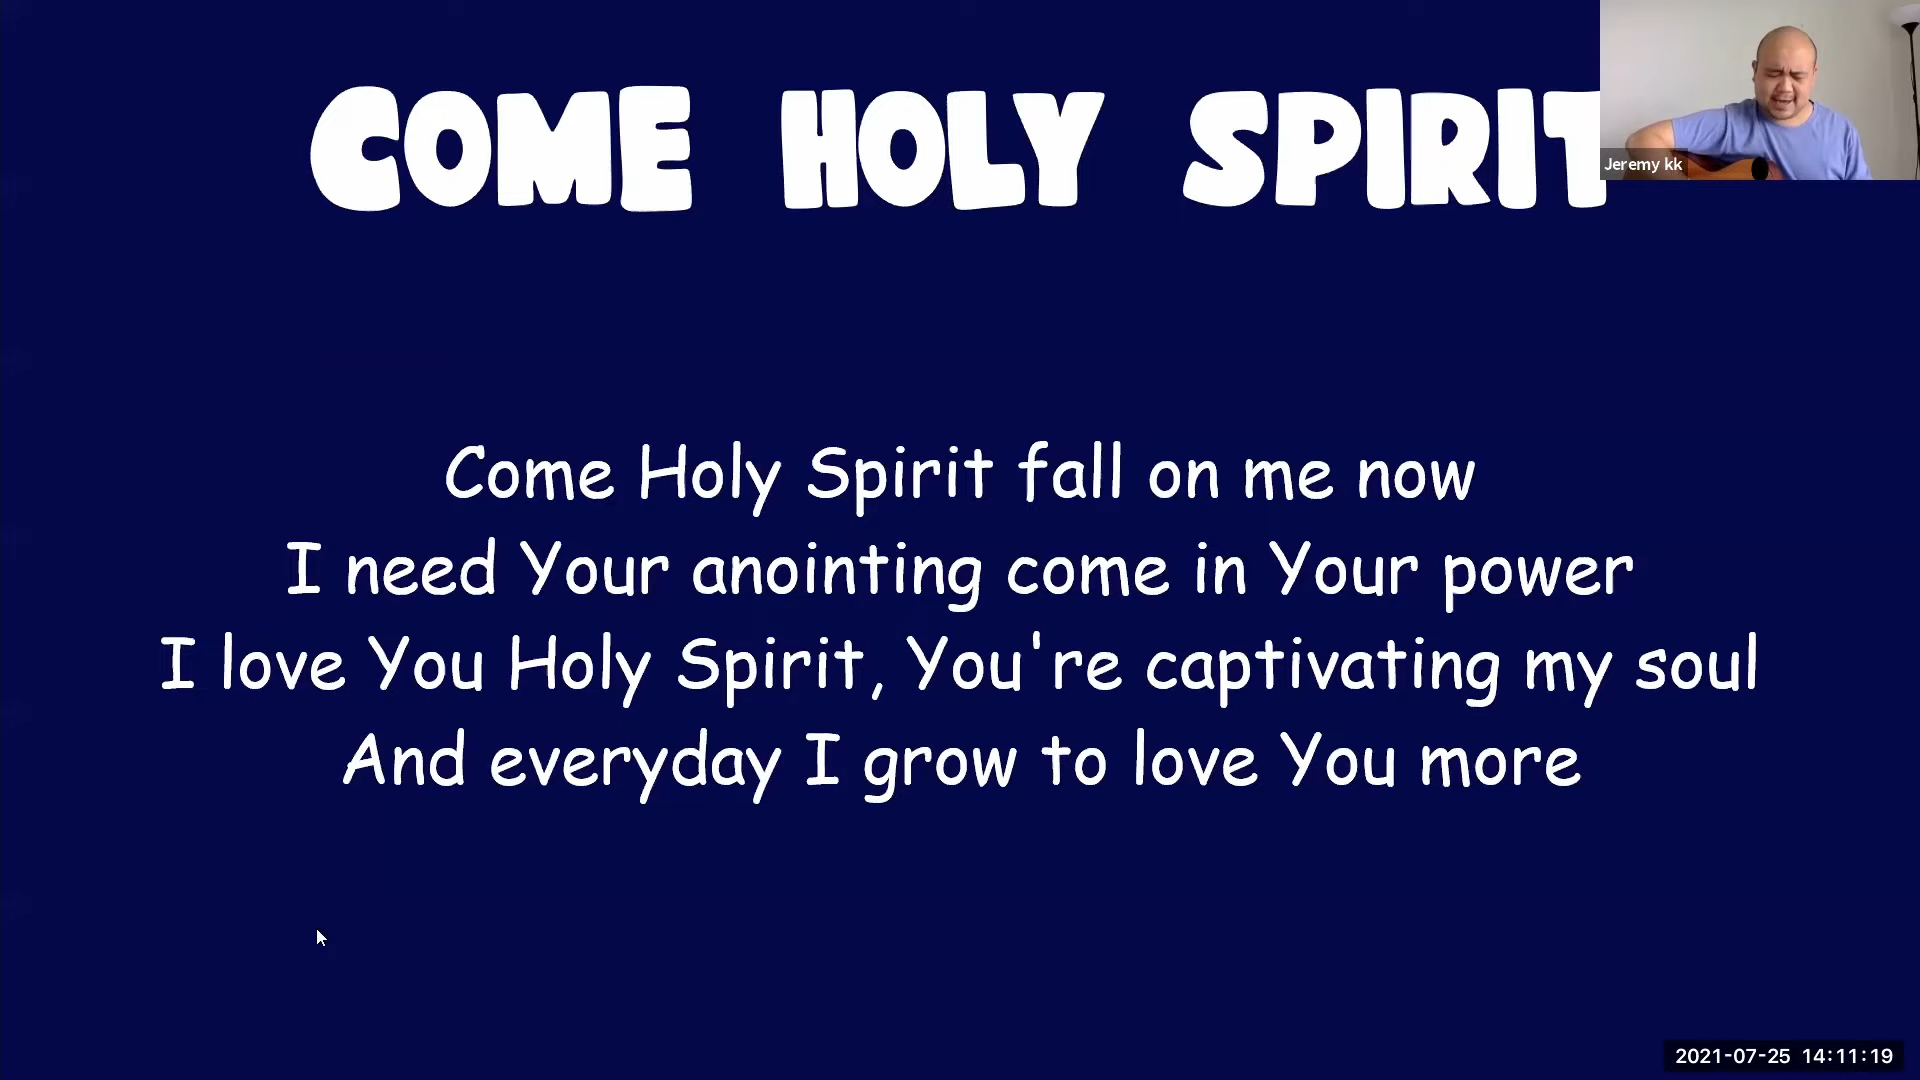 COME HOLY SPIRIT
Jeremy kk
Come Holy Spirit fall on me now
I need Your anointing come in Your power
I love You Holy Spirit, You're captivating my soul
And everyday I grow to love You more
2021-07-25 14:11:19